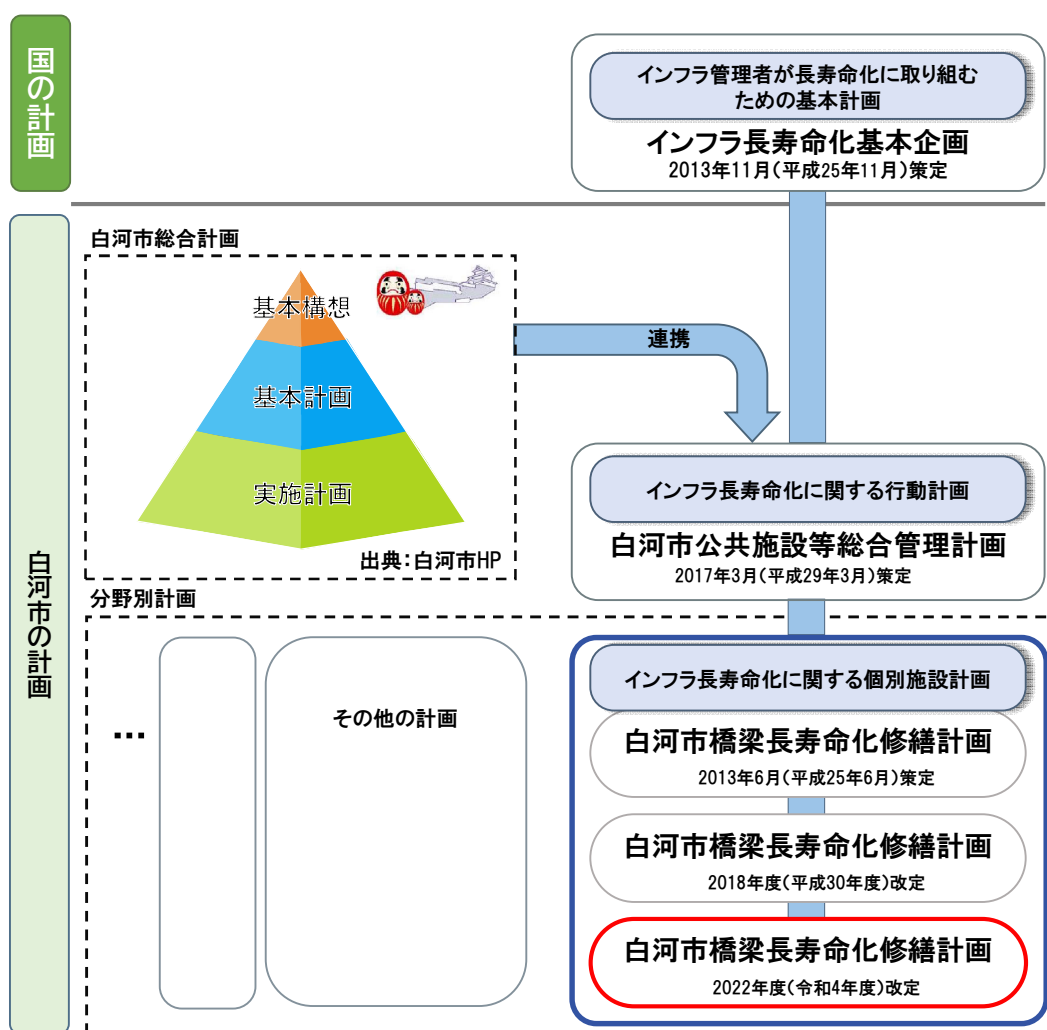 国の計画
インフラ管理者が長寿命化に取り組む
ための基本計画
インフラ長寿命化基本企画
2013年11月(平成25年11月)策定
白河市の計画
白河市総合計画
基本構想
基本計画
実施計画
出典:白河市HP
連携
インフラ長寿命化に関する行動計画
白河市公共施設等総合管理計画
2017年3月(平成29年3月)策定
分野別計画
…
その他の計画
インフラ長寿命化に関する個別施設計画
白河市橋梁長寿命化修繕計画
2013年6月(平成25年6月)策定
白河市橋梁長寿命化修繕計画
2018年度(平成30年度)改定
白河市橋梁長寿命化修繕計画
2022年度(令和4年度)改定